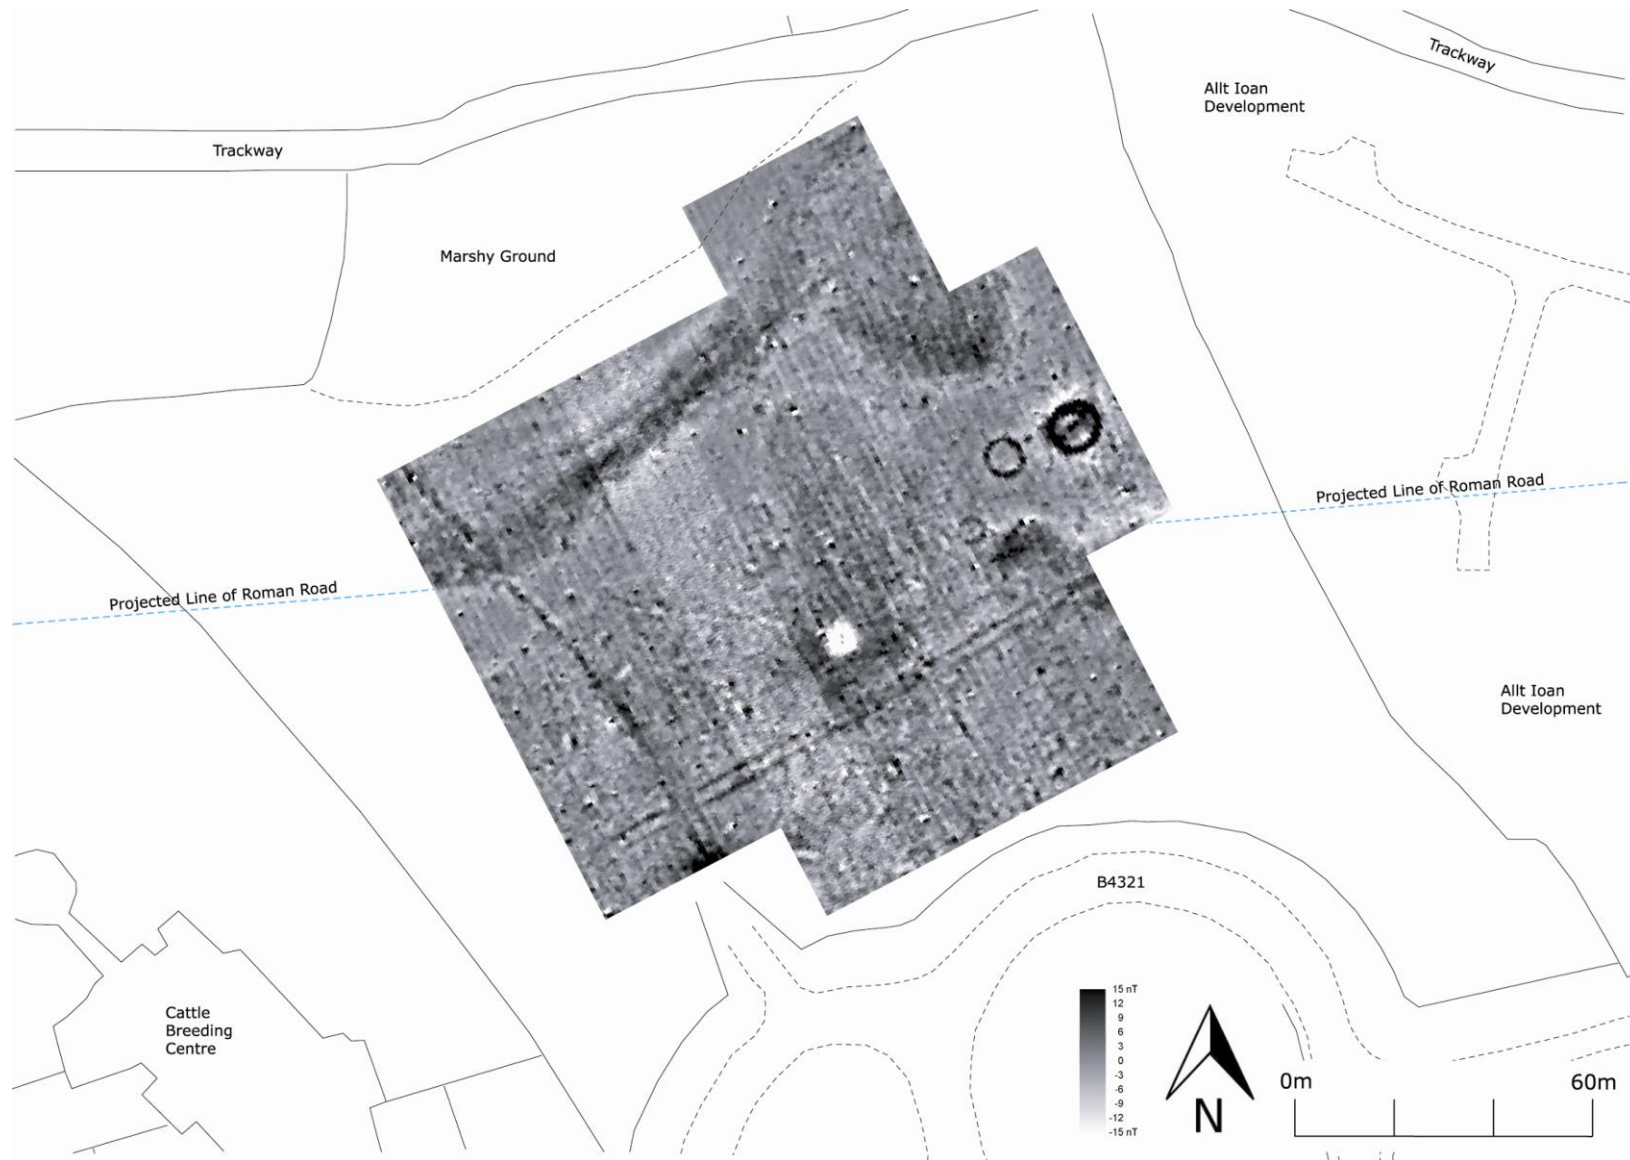 Trackway
Allt Ioan
Development
Trackway
Marshy Ground
Projected Line of Roman Road
Projected Line of Roman Road
Allt Ioan
Development
B4321
Cattle
Breeding
Centre
15 nT
12
9
6
3
0
-3
-6
-9
-12
-15 nT
N
0m
60m